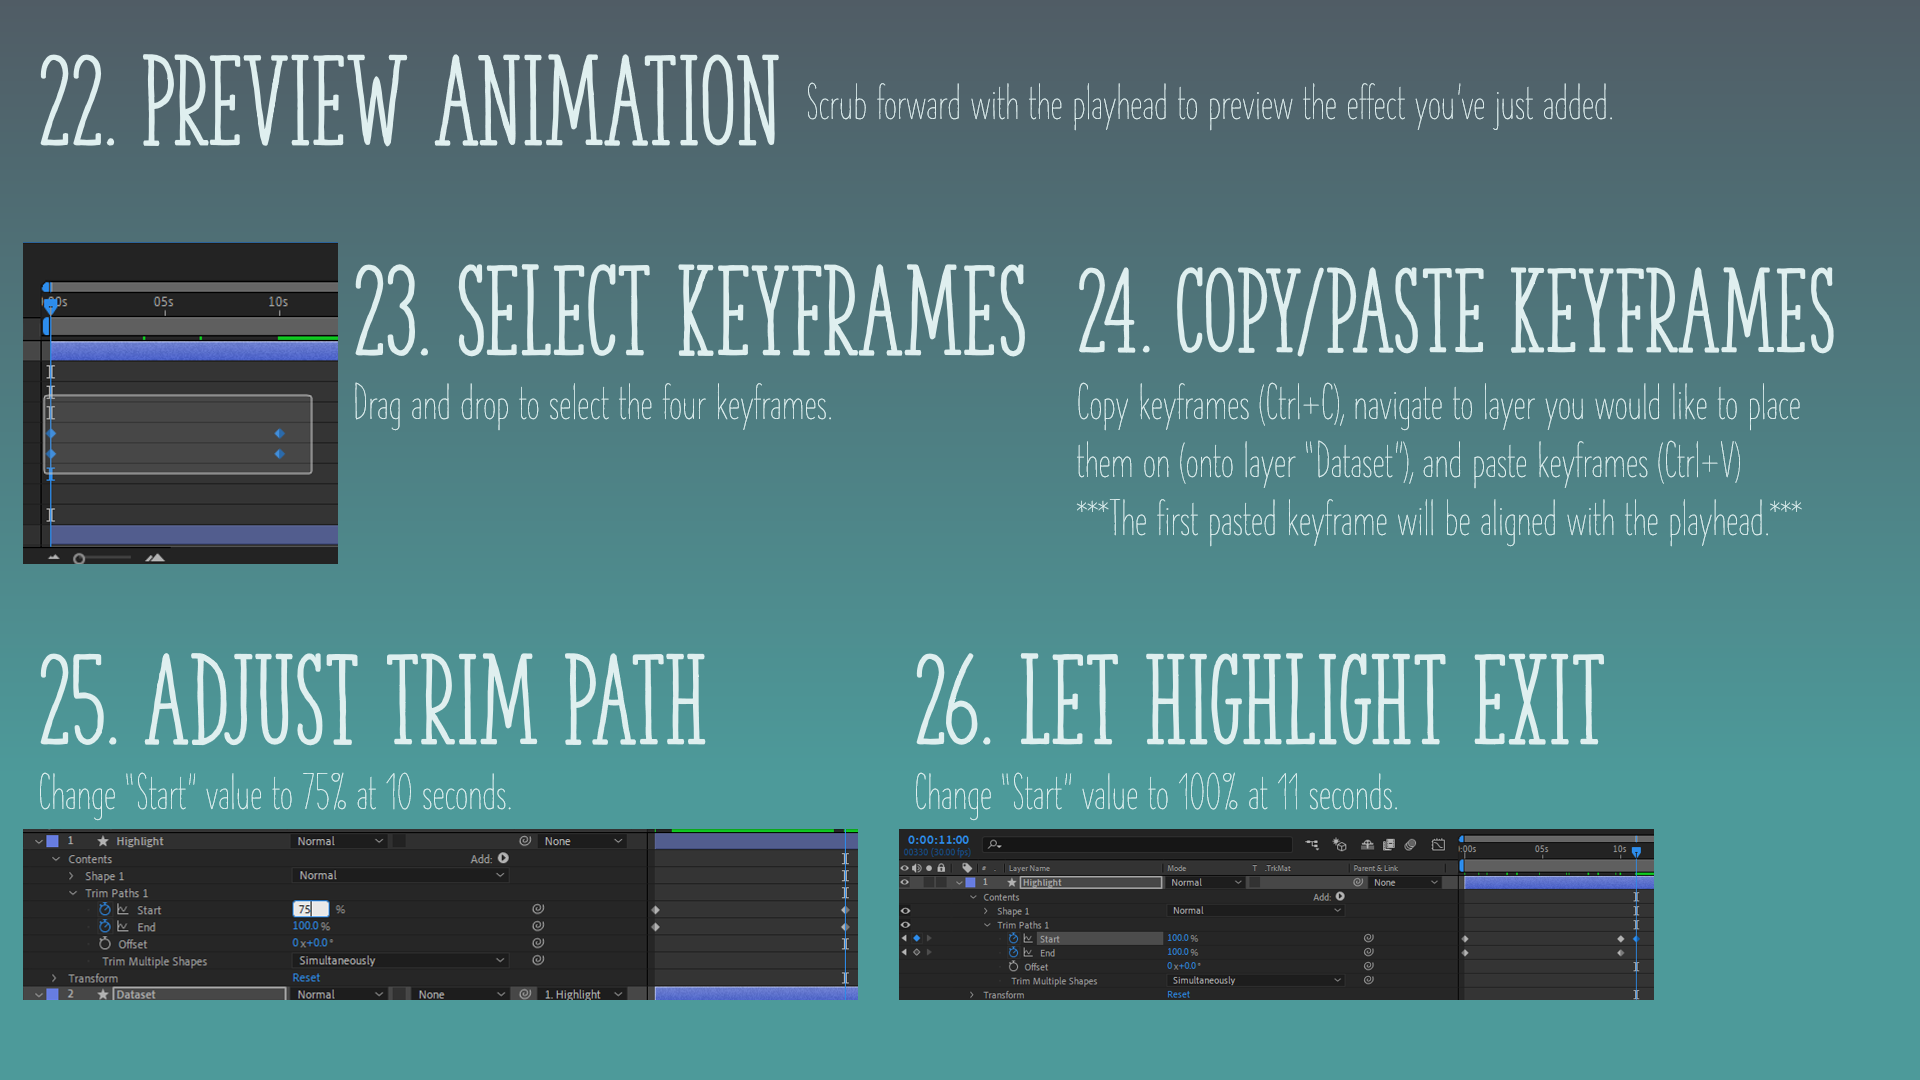 22. PREVIEW ANIMATION
Scrub forward with the playhead to preview the effect you've just added.
:00s 05s 10s
23. SELECT KEYFRAMES
Drag and drop to select the four keyframes.
24. COPY/PASTE KEYFRAMES
Copy keyframes (Ctrl+C), navigate to layer you would like to place
them on (onto layer "Dataset"), and paste keyframes (Ctrl+V)
***The first pasted keyframe will be aligned with the playhead.***
25. ADJUST TRIM PATH
Change "Start" value to 75% at 10 seconds.
1 Highlight Normal None
Contents Add:
Shape 1 Normal
Trim Paths 1
Start 75 %
End 100.0 %
Offset 0 x+0.0 °
Trim Multiple Shapes Simultaneously
Transform Reset
2 Dataset Normal None 1. Highlight
26. LET HIGHLIGHT EXIT
Change "Start" value to 100% at 11 seconds.
0:00:11:00
00330 (30.00 fps)
:00s 05s 10s
# Layer Name Mode T .TrkMat Parent & Link
1 Highlight Normal None
Contents Add:
Shape 1 Normal
Trim Paths 1
Start 100.0 %
End 100.0 %
Offset 0 x+0.0 °
Trim Multiple Shapes Simultaneously
Transform Reset